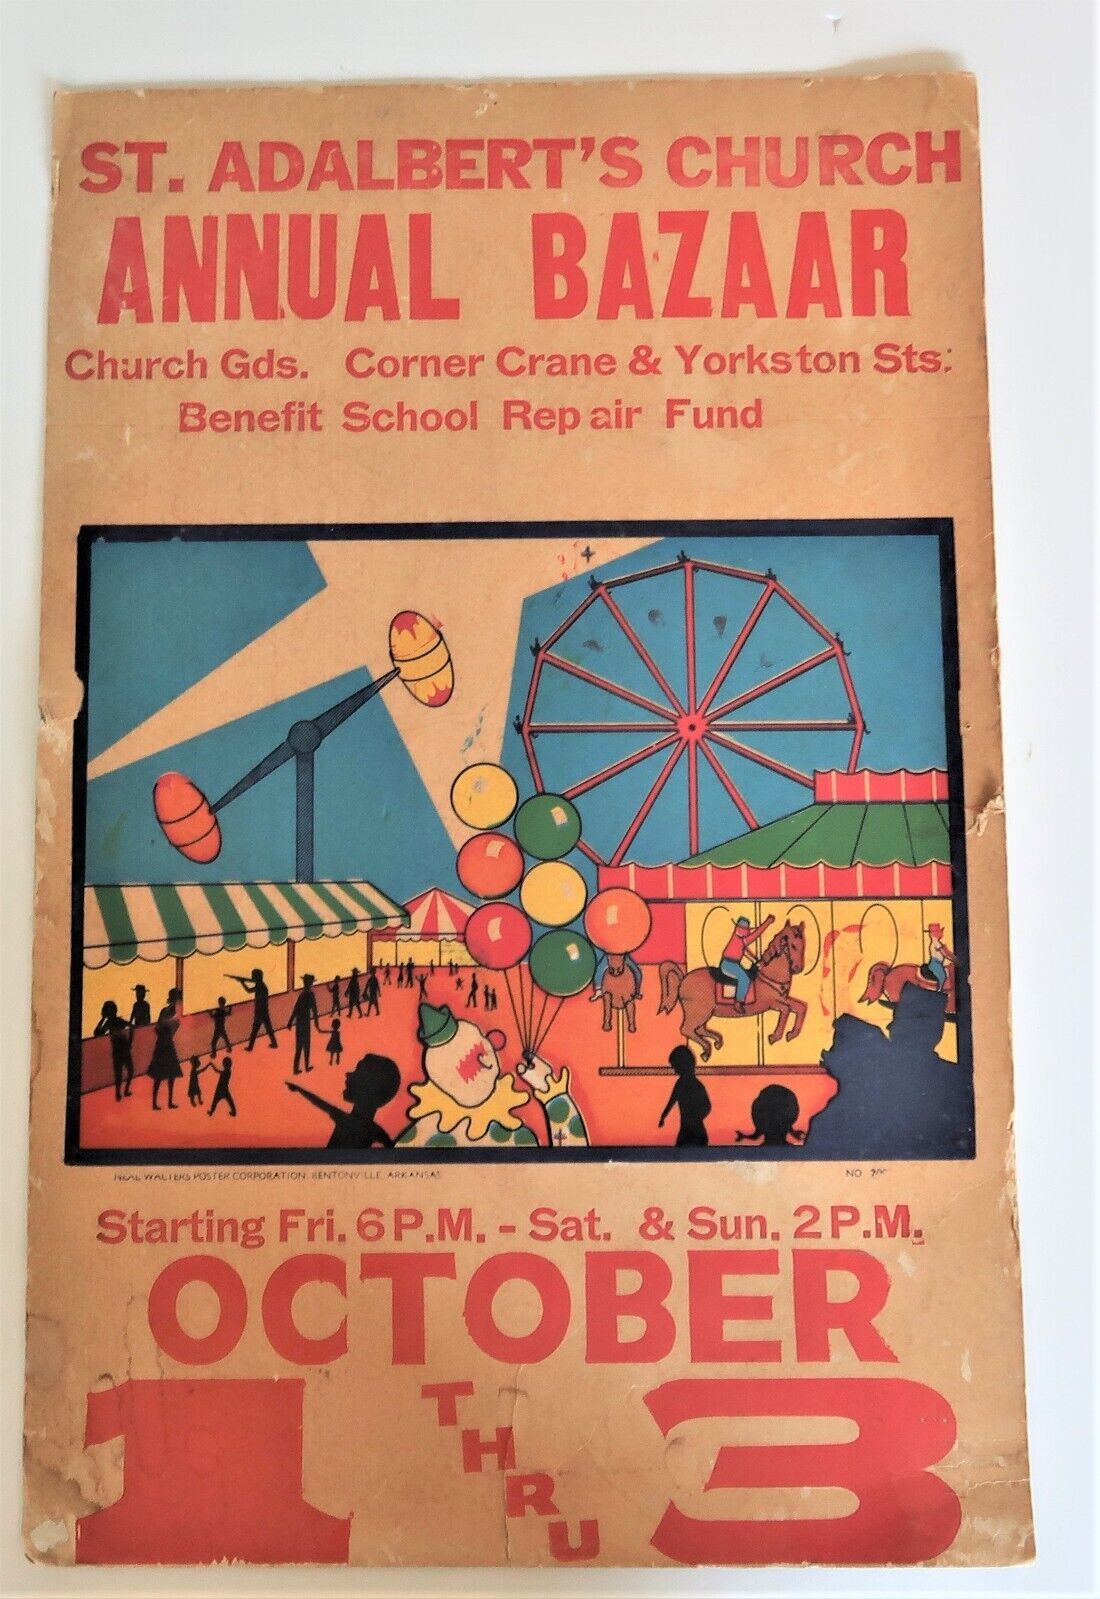 ST. ADALBERT'S CHURCH
ANNUAL BAZAAR
Church Gds. Corner Crane & Yorkston Sts.
Benefit School Repair Fund
NEAL WALTERS POSTER CORPORATION BENTONVILLE, ARKANSAS
NO.
Starting Fri. 6 P.M. - Sat. & Sun. 2 P.M.
OCTOBER
1 THRU 3